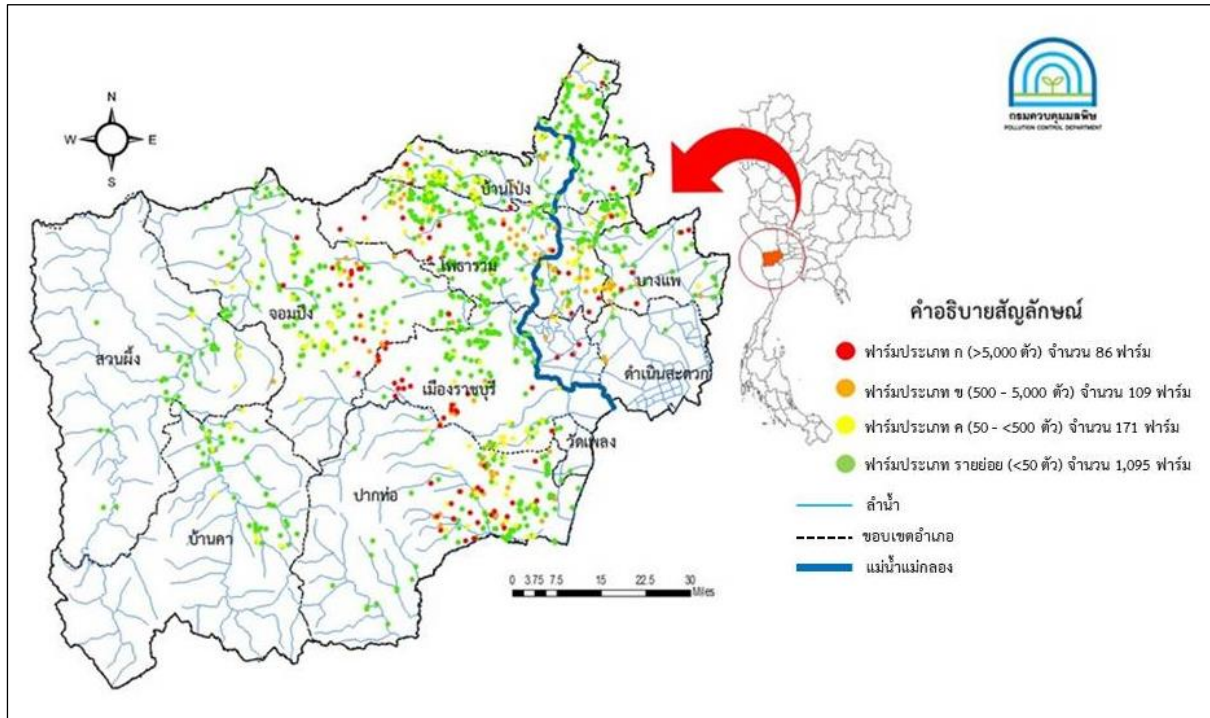 กรมควบคุมมลพิษ
POLLUTION CONTROL DEPARTMENT
N
W E
S
บ้านโป่ง
โพธาราม
บางแพ
จอมบึง
สวนผึ้ง
ดำเนินสะดวก
เมืองราชบุรี
วัดเพลง
ปากท่อ
บ้านคา
0 3.75 7.5 15 22.5 30
Miles
คำอธิบายสัญลักษณ์
ฟาร์มประเภท ก (>5,000 ตัว) จำนวน 86 ฟาร์ม
ฟาร์มประเภท ข (500 - 5,000 ตัว) จำนวน 109 ฟาร์ม
ฟาร์มประเภท ค (50 - <500 ตัว) จำนวน 171 ฟาร์ม
ฟาร์มประเภท รายย่อย (<50 ตัว) จำนวน 1,095 ฟาร์ม
ลำน้ำ
ขอบเขตอำเภอ
แม่น้ำแม่กลอง